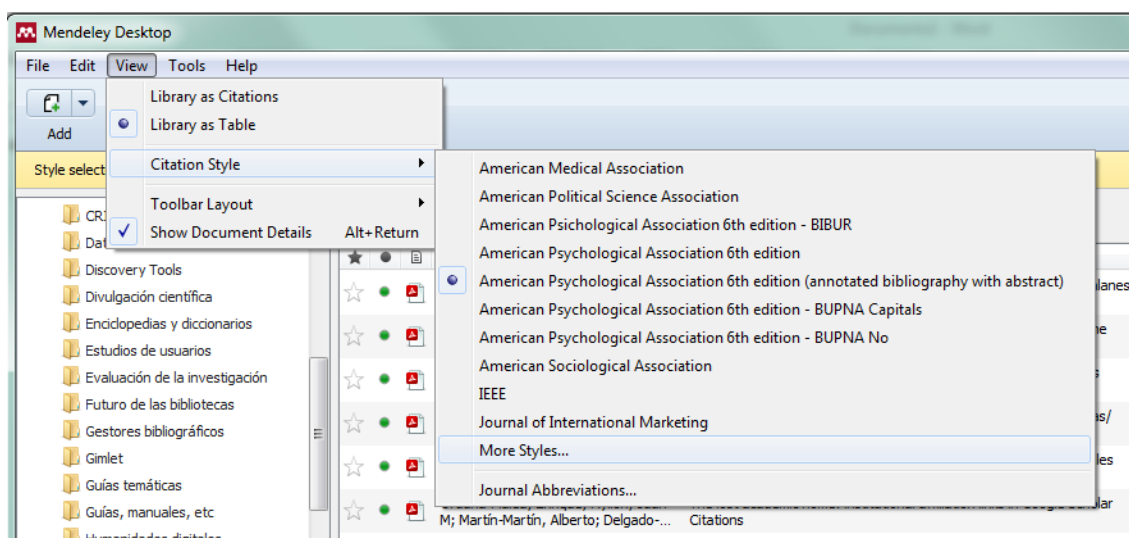 Mendeley Desktop
File Edit View Tools Help
Add
Library as Citations
Library as Table
Citation Style
Toolbar Layout
Show Document Details Alt+Return
Style select
American Medical Association
American Political Science Association
American Psichological Association 6th edition - BIBUR
American Psychological Association 6th edition
American Psychological Association 6th edition (annotated bibliography with abstract)
American Psychological Association 6th edition - BUPNA Capitals
American Psychological Association 6th edition - BUPNA No
American Sociological Association
IEEE
Journal of International Marketing
More Styles...
Journal Abbreviations...
CRI
Dat
Discovery Tools
Divulgación científica
Enciclopedias y diccionarios
Estudios de usuarios
Evaluación de la investigación
Futuro de las bibliotecas
Gestores bibliográficos
Gimlet
Guías temáticas
Guías, manuales, etc
Humanidades digitales
M; Martín-Martín, Alberto; Delgado-... Citations